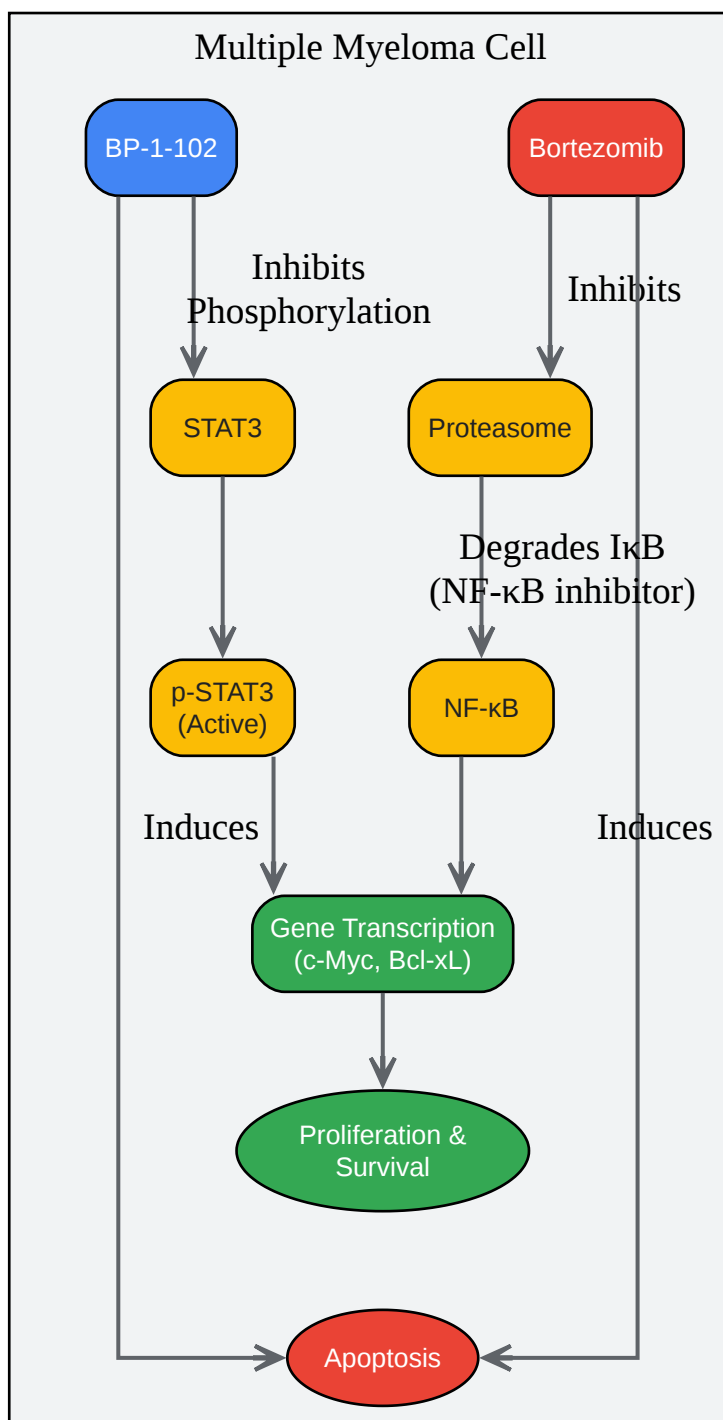 Multiple Myeloma Cell
BP-1-102
Bortezomib
Inhibits
Phosphorylation
Inhibits
STAT3
Proteasome
Degrades IκB
(NF-κB inhibitor)
p-STAT3
(Active)
NF-κB
Induces
Induces
Gene Transcription
(c-Myc, Bcl-xL)
Proliferation &
Survival
Apoptosis